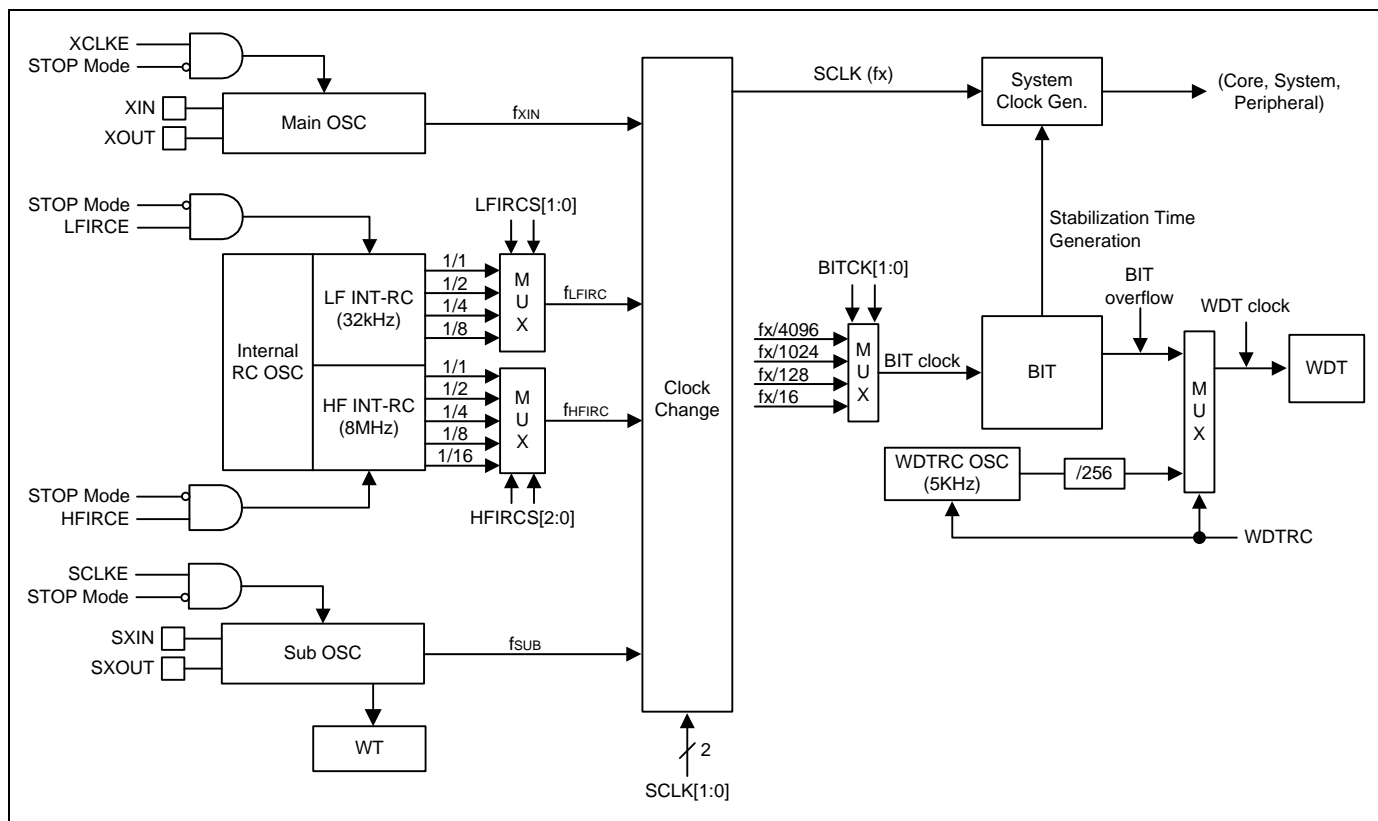 XCLKE
STOP Mode
XIN
XOUT
Main OSC
fXIN
STOP Mode
LFIRCE
LFIRCS[1:0]
Internal
RC OSC
LF INT-RC
(32kHz)
1/1
1/2
1/4
1/8
M
U
X
fLFIRC
HF INT-RC
(8MHz)
1/1
1/2
1/4
1/8
1/16
M
U
X
fHFIRC
STOP Mode
HFIRCE
HFIRCS[2:0]
SCLKE
STOP Mode
SXIN
SXOUT
Sub OSC
fSUB
WT
Clock
Change
2
SCLK[1:0]
SCLK (fx)
System
Clock Gen.
(Core, System,
Peripheral)
Stabilization Time
Generation
BITCK[1:0]
fx/4096
fx/1024
fx/128
fx/16
M
U
X
BIT clock
BIT
BIT
overflow
WDT clock
M
U
X
WDT
WDTRC OSC
(5KHz)
/256
WDTRC